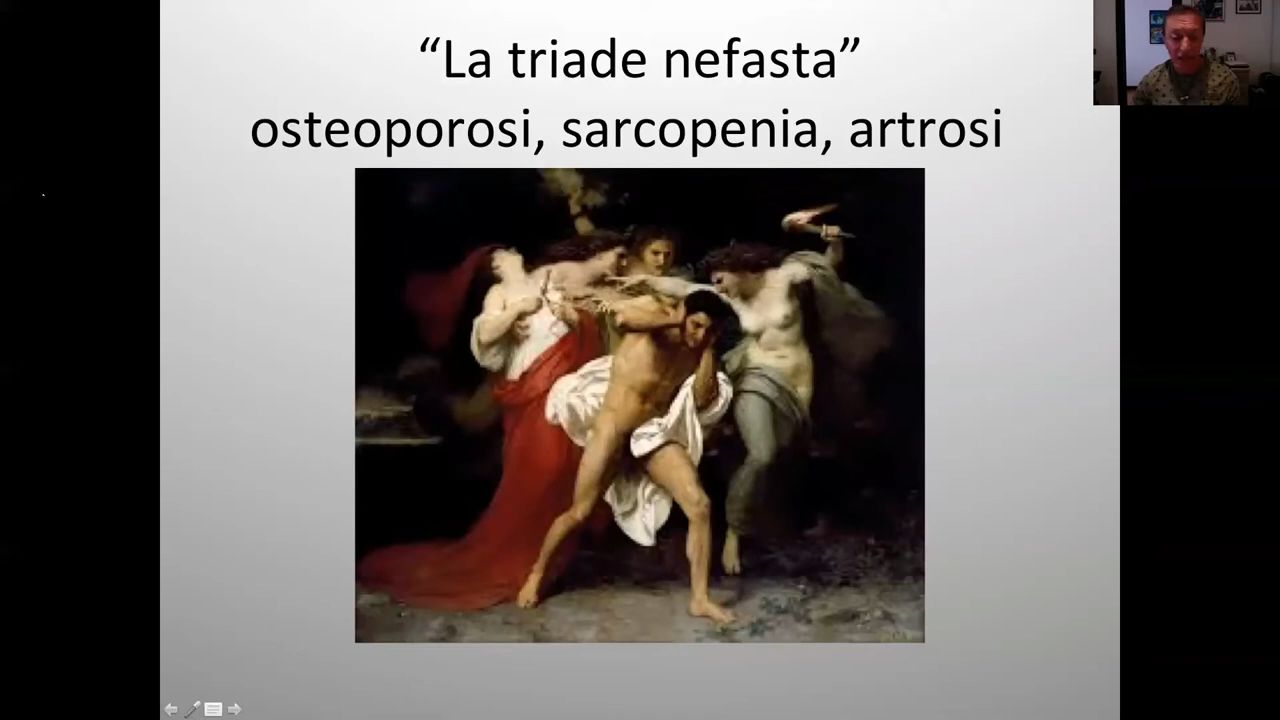 “La triade nefasta”
osteoporosi, sarcopenia, artrosi